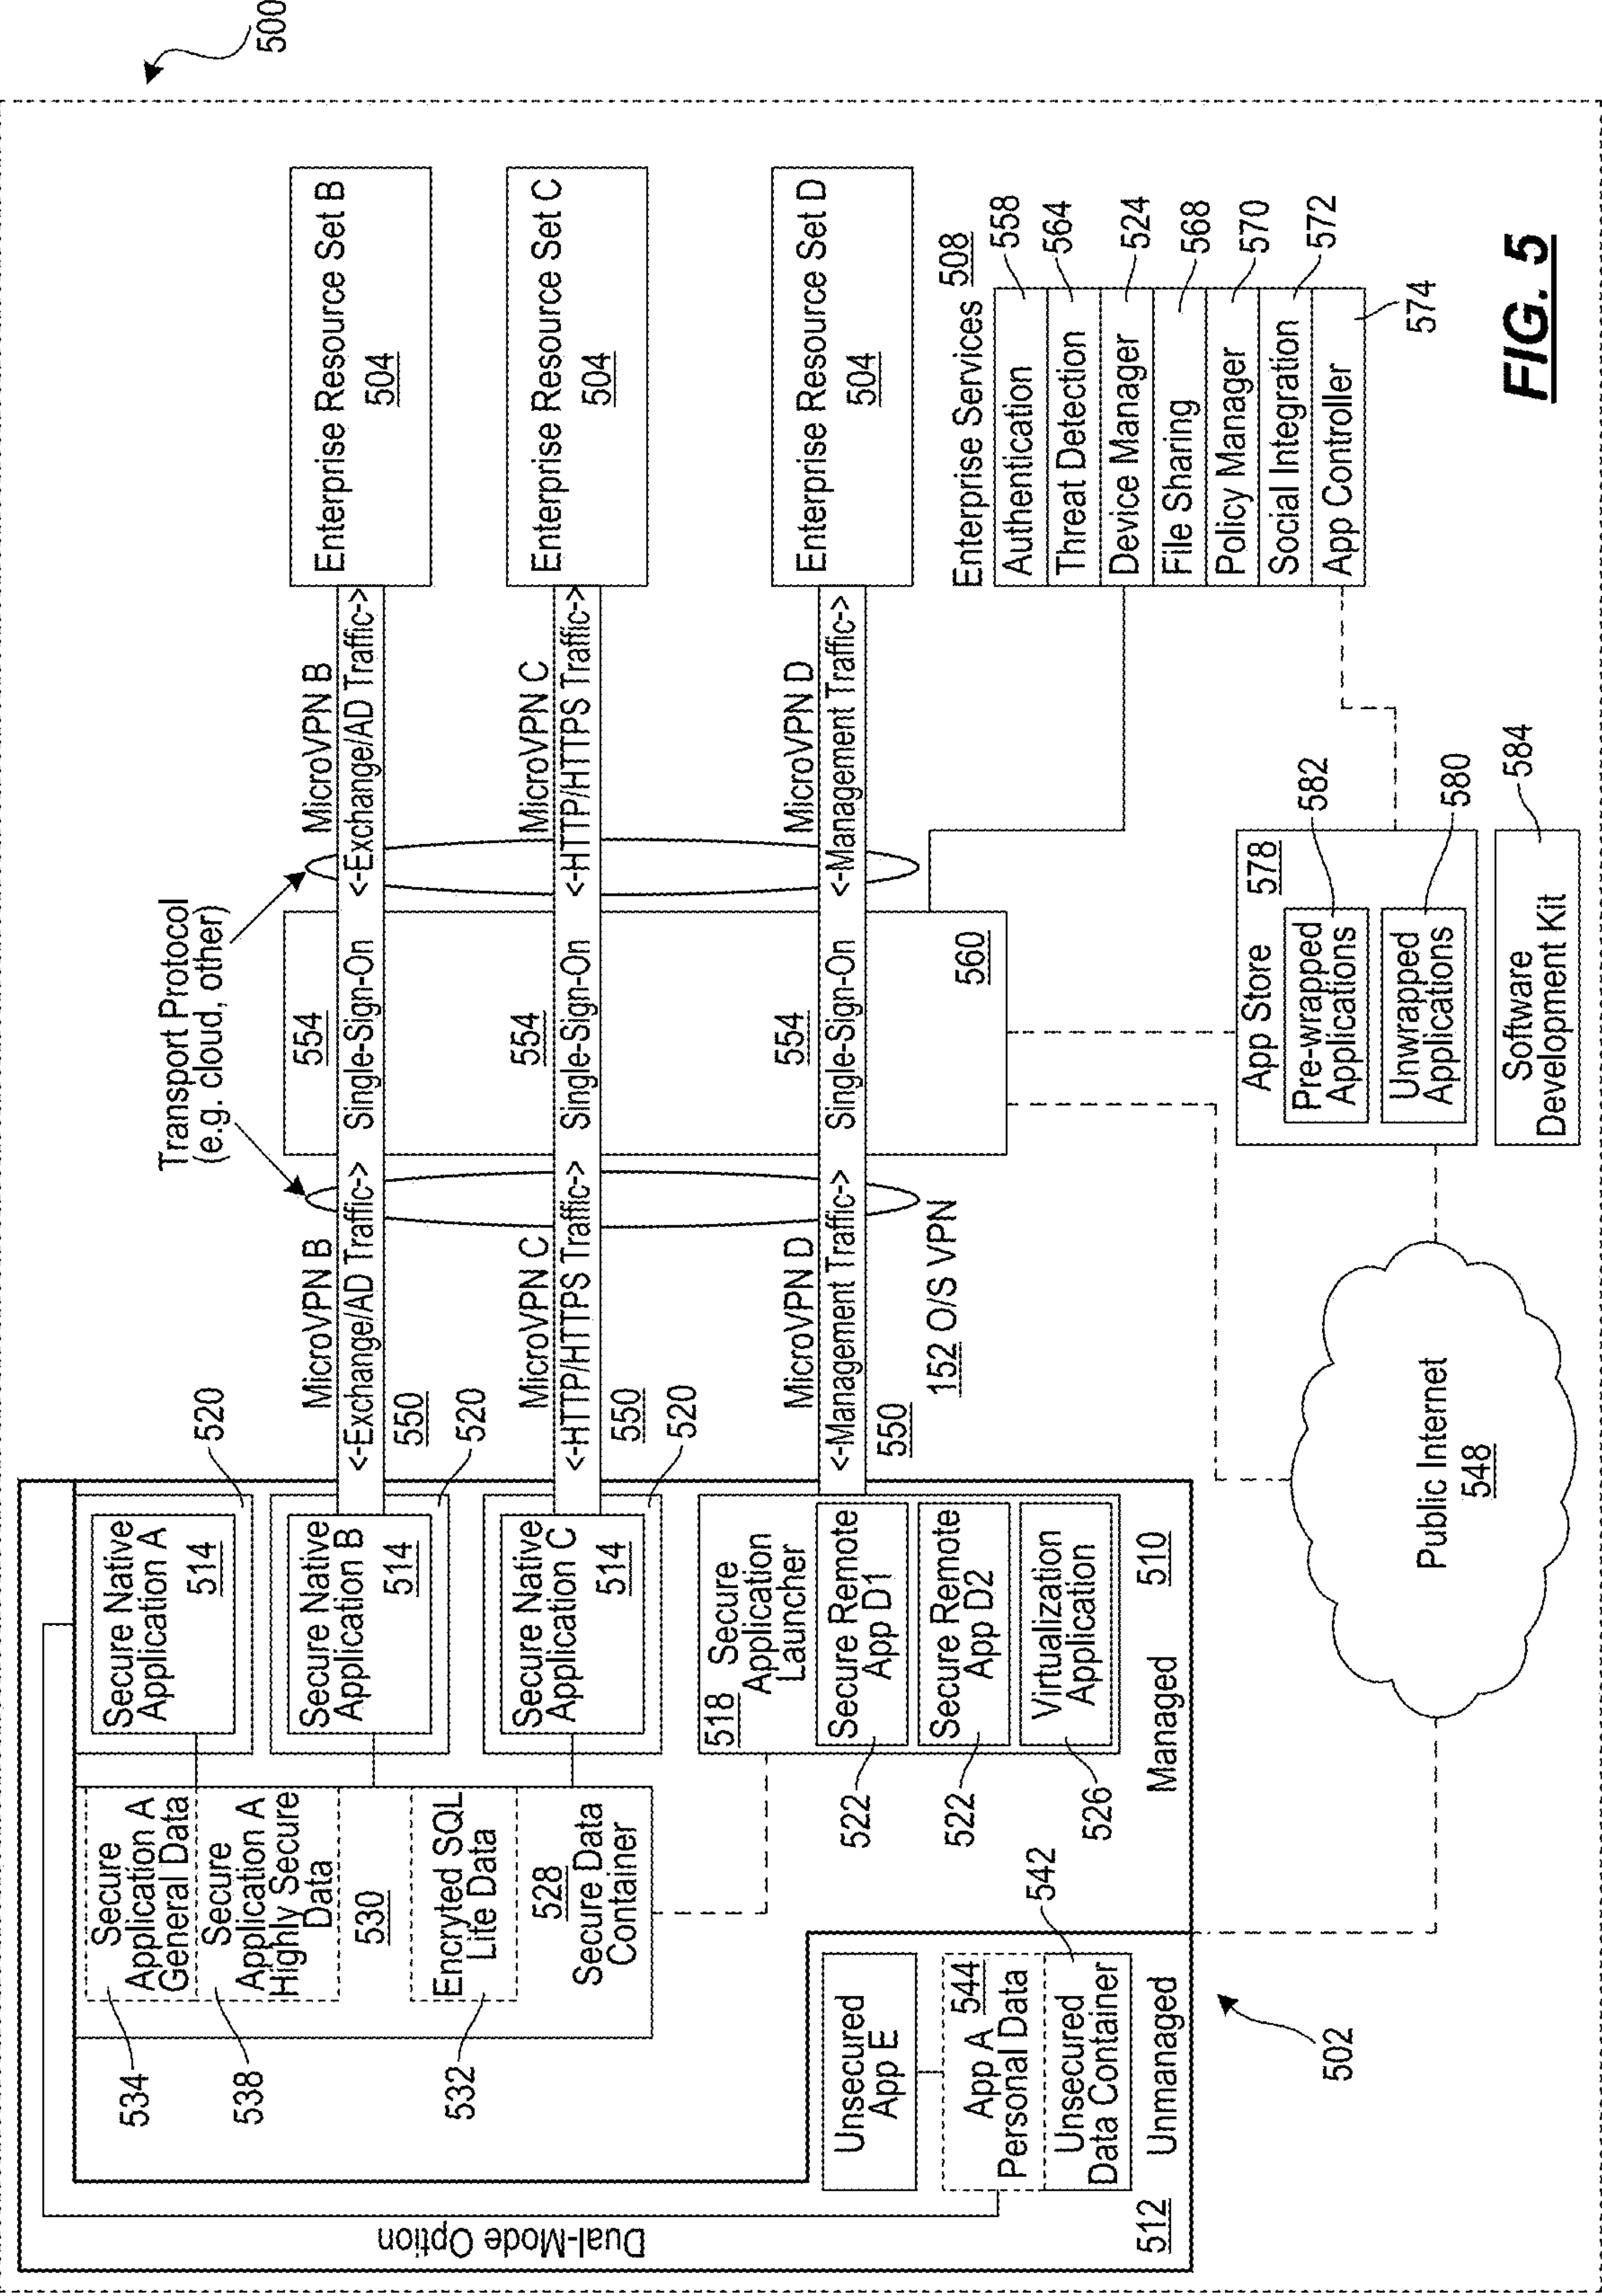 500
Transport Protocol
(e.g. cloud, other)
Dual-Mode Option
534
Secure
Application A
General Data
538
Secure
Application A
Highly Secure
Data
530
532
Encryted SQL
Lite Data
528
Secure Data
Container
Secure Native
Application A
514
520
Secure Native
Application B
514
520
550
Secure Native
Application C
514
520
550
518
Secure
Application
Launcher
Secure Remote
App D1
522
Secure Remote
App D2
522
Virtualization
Application
526
550
Managed
510
Unsecured
App E
544
App A
Personal Data
542
Unsecured
Data Container
512
Unmanaged
502
MicroVPN B
<-Exchange/AD Traffic->
554
Single-Sign-On
MicroVPN B
<-Exchange/AD Traffic->
Enterprise Resource Set B
504
MicroVPN C
<-HTTP/HTTPS Traffic->
554
Single-Sign-On
MicroVPN C
<-HTTP/HTTPS Traffic->
Enterprise Resource Set C
504
MicroVPN D
<-Management Traffic->
554
Single-Sign-On
MicroVPN D
<-Management Traffic->
Enterprise Resource Set D
504
152 O/S VPN
560
Enterprise Services 508
Authentication
558
Threat Detection
564
Device Manager
524
File Sharing
568
Policy Manager
570
Social Integration
572
App Controller
574
Public Internet
548
App Store 578
Pre-wrapped
Applications
582
Unwrapped
Applications
580
Software
Development Kit
584
FIG. 5